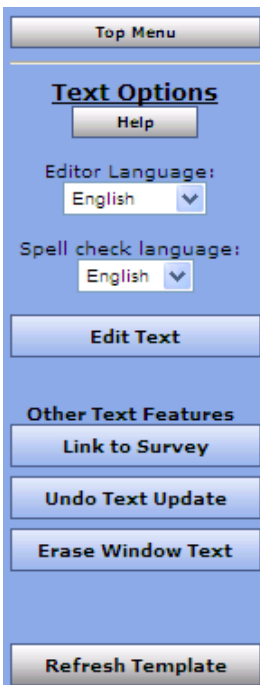 Top Menu
Text Options
Help
Editor Language:
English
Spell check language:
English
Edit Text
Other Text Features
Link to Survey
Undo Text Update
Erase Window Text
Refresh Template